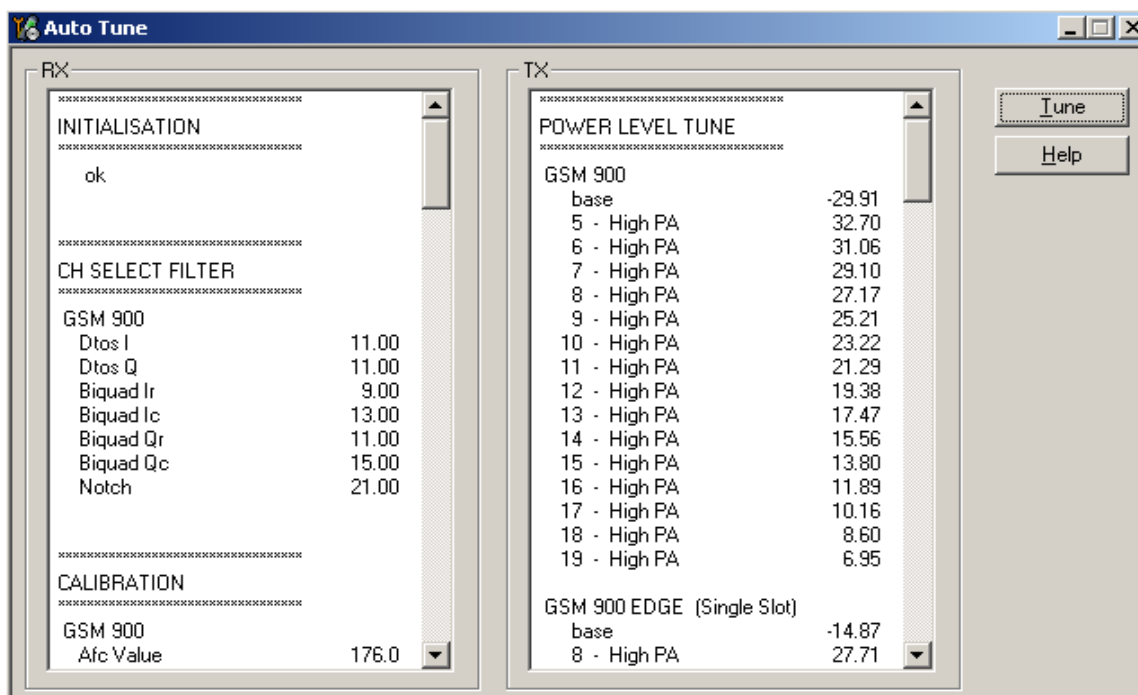 Auto Tune
RX
××××××××××××××××××××××××××××××××
INITIALISATION
××××××××××××××××××××××××××××××××
ok
××××××××××××××××××××××××××××××××
CH SELECT FILTER
××××××××××××××××××××××××××××××××
GSM 900
Dtos I 11.00
Dtos Q 11.00
Biquad Ir 9.00
Biquad Ic 13.00
Biquad Qr 11.00
Biquad Qc 15.00
Notch 21.00
××××××××××××××××××××××××××××××××
CALIBRATION
××××××××××××××××××××××××××××××××
GSM 900
Afc Value 176.0
TX
××××××××××××××××××××××××××××××××
POWER LEVEL TUNE
××××××××××××××××××××××××××××××××
GSM 900
base -29.91
5 - High PA 32.70
6 - High PA 31.06
7 - High PA 29.10
8 - High PA 27.17
9 - High PA 25.21
10 - High PA 23.22
11 - High PA 21.29
12 - High PA 19.38
13 - High PA 17.47
14 - High PA 15.56
15 - High PA 13.80
16 - High PA 11.89
17 - High PA 10.16
18 - High PA 8.60
19 - High PA 6.95
GSM 900 EDGE (Single Slot)
base -14.87
8 - High PA 27.71
Tune
Help